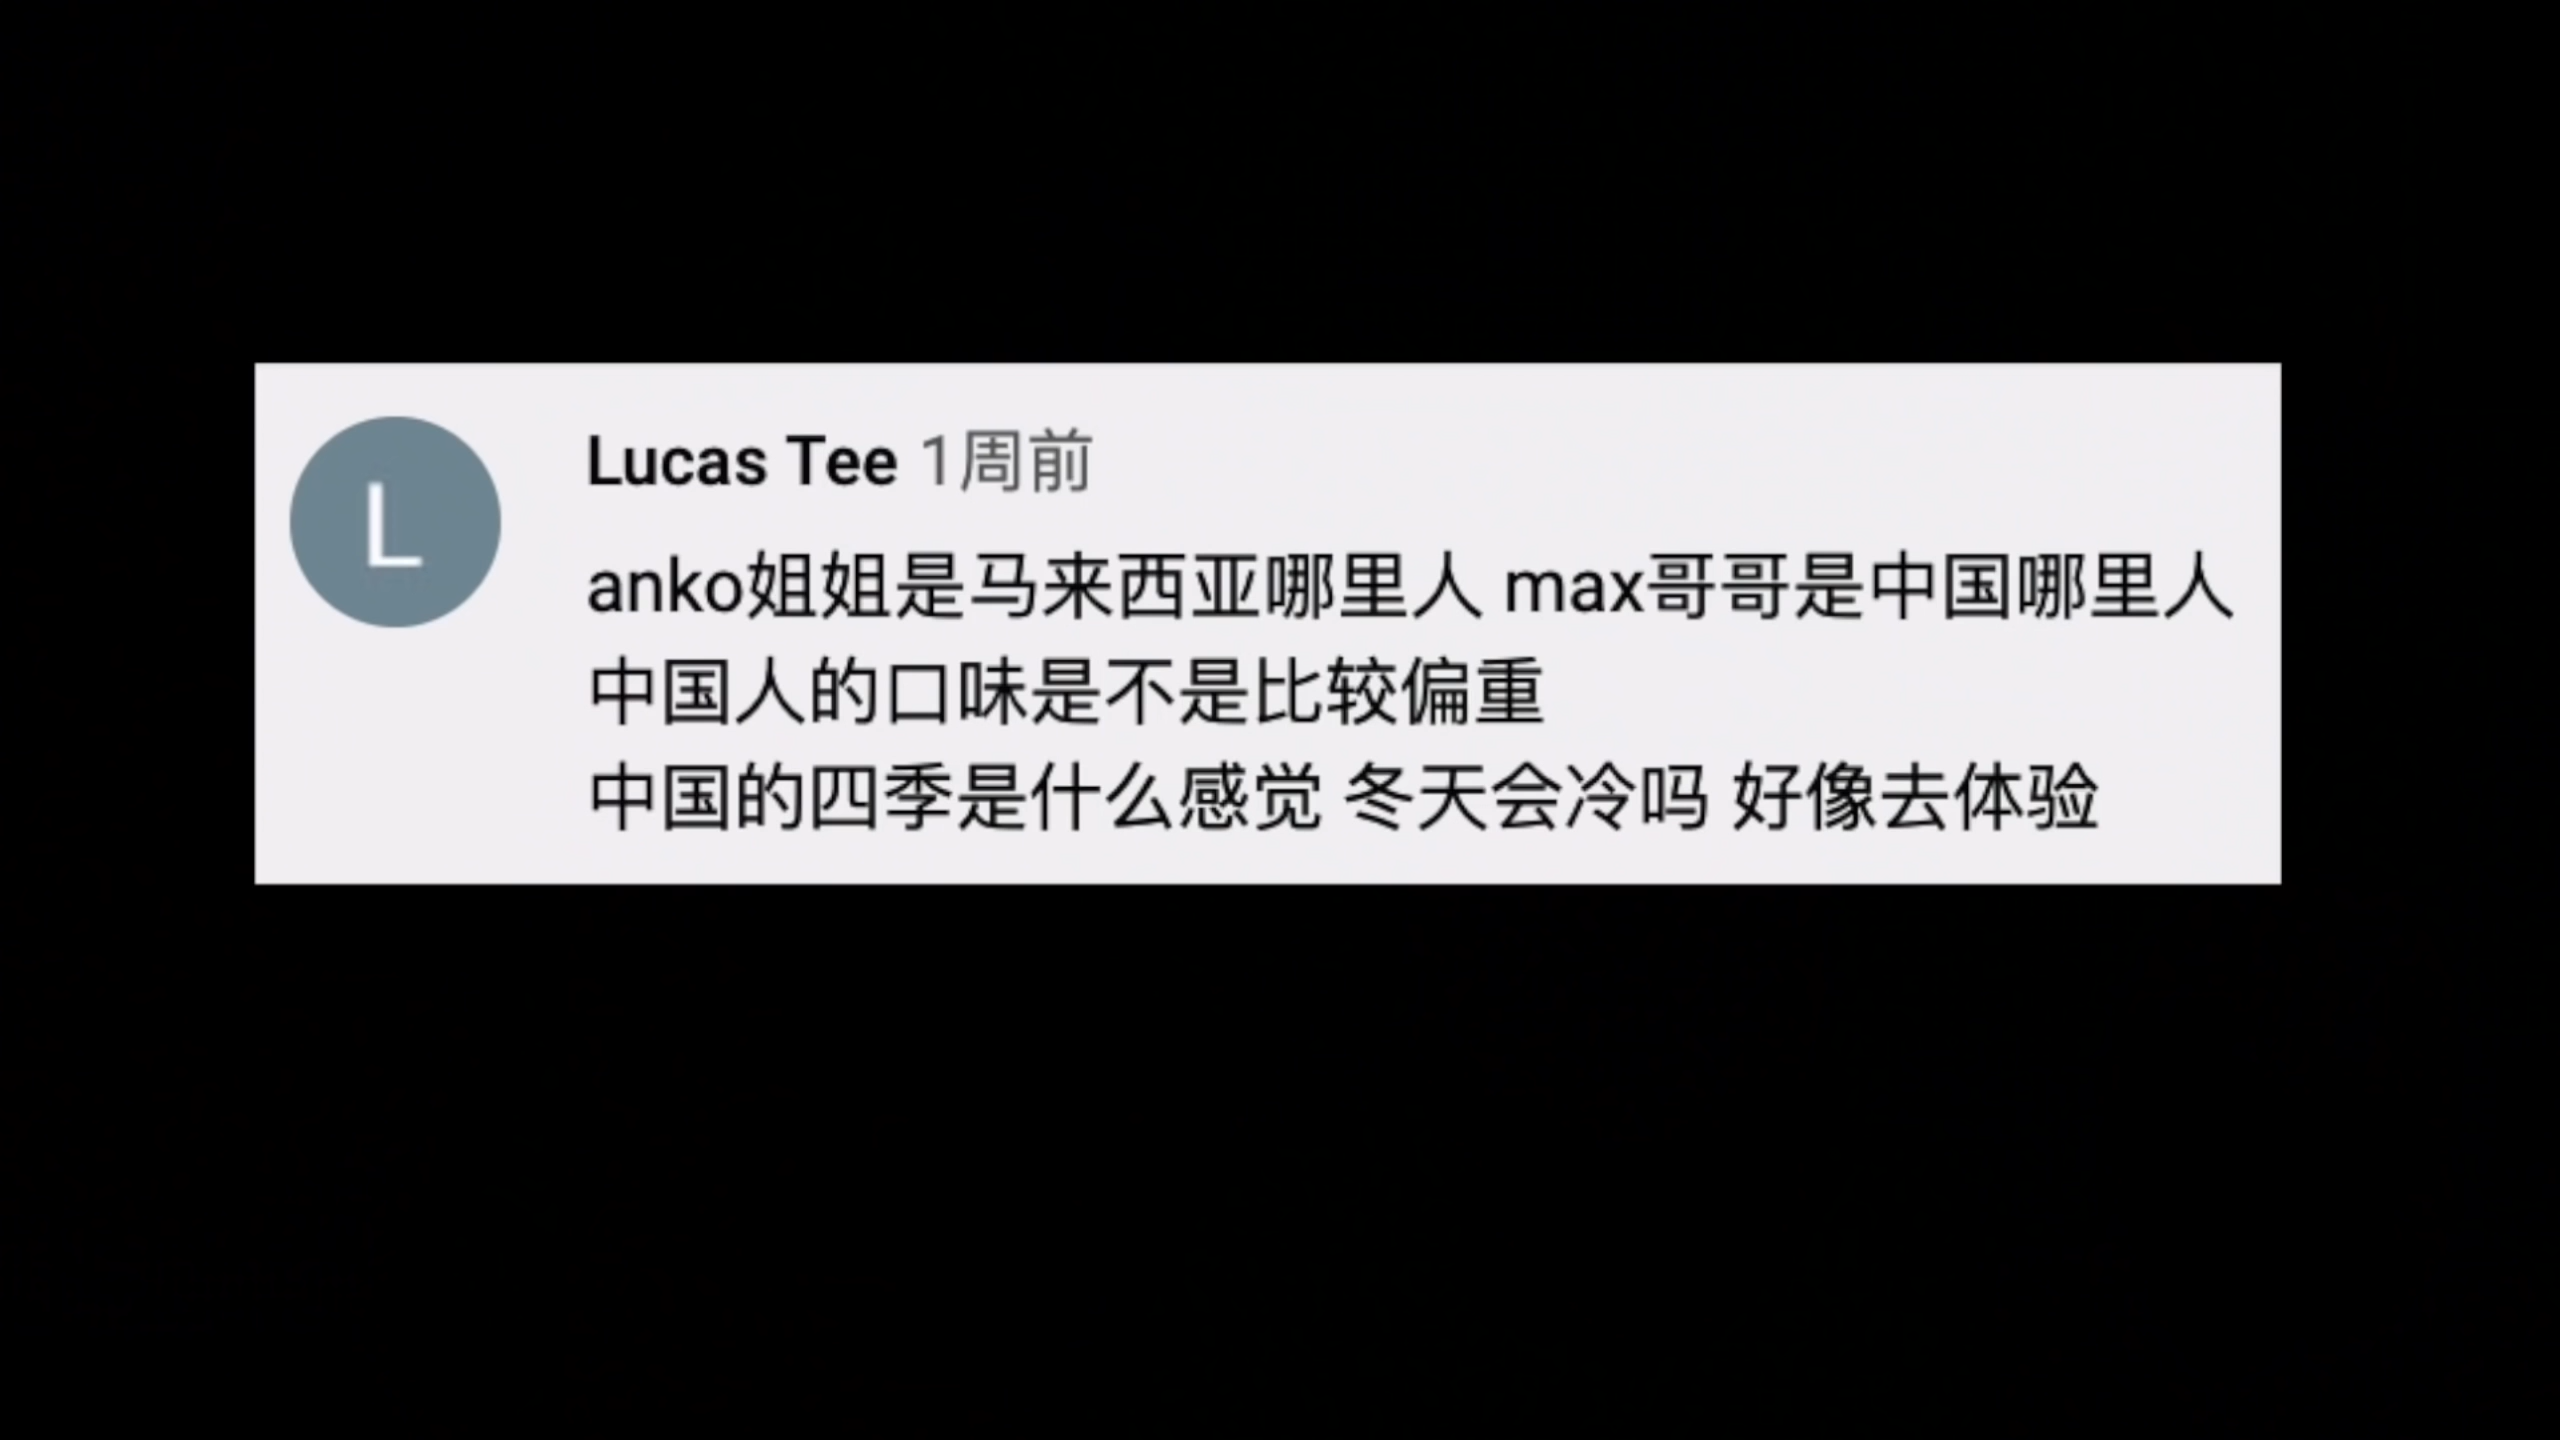 L
Lucas Tee 1周前
anko姐姐是马来西亚哪里人 max哥哥是中国哪里人
中国人的口味是不是比较偏重
中国的四季是什么感觉 冬天会冷吗 好像去体验